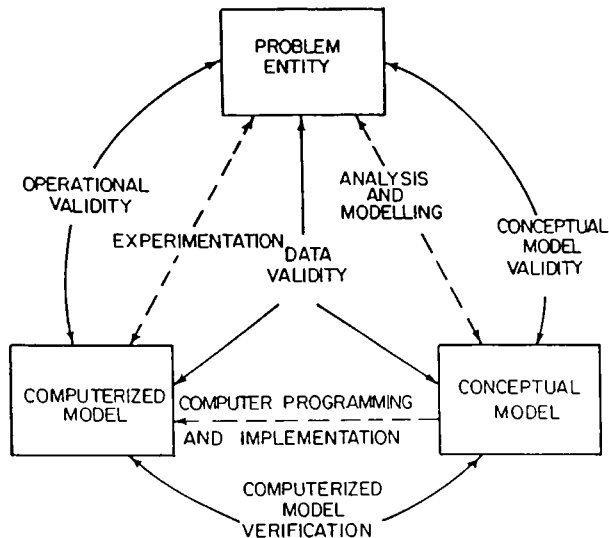 PROBLEM
ENTITY
OPERATIONAL
VALIDITY
ANALYSIS
AND
MODELLING
CONCEPTUAL
MODEL
VALIDITY
EXPERIMENTATION
DATA
VALIDITY
COMPUTERIZED
MODEL
COMPUTER PROGRAMMING
AND IMPLEMENTATION
CONCEPTUAL
MODEL
COMPUTERIZED
MODEL
VERIFICATION